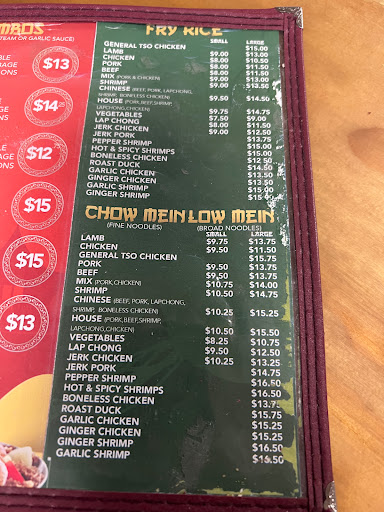 MBOS
TEAM OR GARLIC SAUCE)
$13
$14.25
$12
$15
$15
$13
FRY RICE
SMALL LARGE
GENERAL TSO CHICKEN $15.00
LAMB $9.00 $13.00
CHICKEN $8.00 $10.50
PORK $8.00 $11.50
BEEF $8.00 $11.50
MIX (PORK & CHICKEN) $9.00 $13.00
SHRIMP $9.00 $13.50
CHINESE (BEEF, PORK, LAPCHONG,
SHRIMP, BONELESS CHICKEN) $9.50 $14.50
HOUSE (PORK,BEEF,SHRIMP,
LAPCHONG,CHICKEN) $9.75 $14.75
VEGETABLES $7.50 $9.00
LAP CHONG $8.00 $11.50
JERK CHICKEN $9.00 $12.50
JERK PORK $13.75
PEPPER SHRIMP $15.00
HOT & SPICY SHRIMPS $15.00
BONELESS CHICKEN $12.50
ROAST DUCK $14.50
GARLIC CHICKEN $13.50
GARLIC SHRIMP $15.00
GINGER CHICKEN $15.00
CHOW MEIN LOW MEIN
(FINE NOODLES) (BROAD NOODLES)
SMALL LARGE
LAMB $9.75 $13.75
CHICKEN $9.50 $11.50
GENERAL TSO CHICKEN $15.75
PORK $9.50 $13.75
BEEF $9.50 $13.75
MIX (PORK,CHICKEN) $10.75 $14.00
SHRIMP $10.50 $14.75
CHINESE (BEEF, PORK, LAPCHONG,
SHRIMP, BONELESS CHICKEN) $10.25 $15.25
HOUSE (PORK,BEEF,SHRIMP,
LAPCHONG,CHICKEN) $10.50 $15.50
VEGETABLES $8.25 $10.75
LAP CHONG $9.50 $12.50
JERK CHICKEN $10.25 $13.25
JERK PORK $14.75
PEPPER SHRIMP $16.50
HOT & SPICY SHRIMPS $16.50
BONELESS CHICKEN $13.75
ROAST DUCK $15.75
GARLIC CHICKEN $15.25
GINGER CHICKEN $15.25
GINGER SHRIMP $16.50
GARLIC SHRIMP $16.50